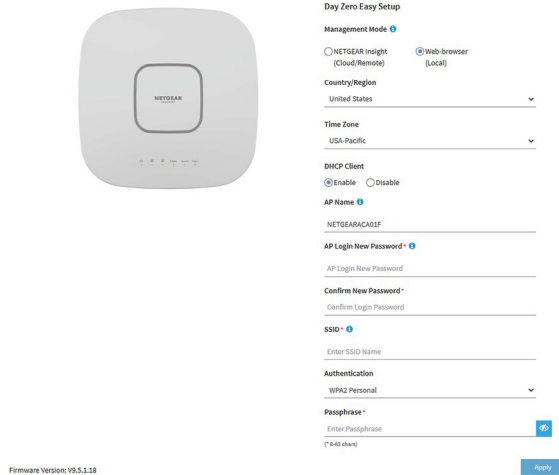 Day Zero Easy Setup
Management Mode
NETGEAR Insight
(Cloud/Remote)
Web-browser
(Local)
Country/Region
United States
Time Zone
USA-Pacific
DHCP Client
Enable Disable
AP Name
NETGEARACA01F
AP Login New Password *
AP Login New Password
Confirm New Password *
Confirm Login Password
SSID *
Enter SSID Name
Authentication
WPA2 Personal
Passphrase *
Enter Passphrase
(* 8-63 chars)
Apply
NETGEAR
Firmware Version: V9.5.1.18